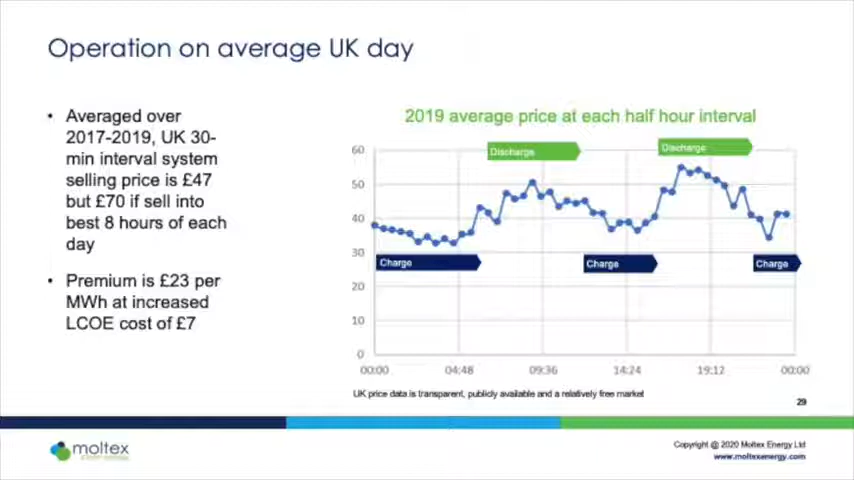 Operation on average UK day
• Averaged over
2017-2019, UK 30-
min interval system
selling price is £47
but £70 if sell into
best 8 hours of each
day
• Premium is £23 per
MWh at increased
LCOE cost of £7
2019 average price at each half hour interval
60
50
40
30
20
10
0
Discharge
Discharge
Charge
Charge
Charge
00:00
04:48
09:36
14:24
19:12
00:00
UK price data is transparent, publicly available and a relatively free market
29
moltex
Copyright @ 2020 Moltex Energy Ltd
www.moltexenergy.com